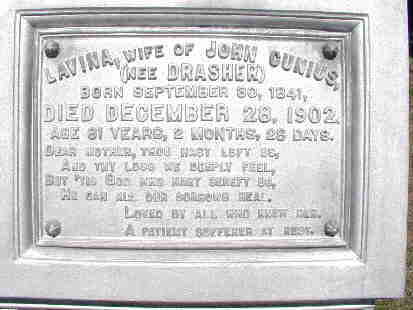 LAVINA, WIFE OF JOHN CUNIUS,
(NEE DRASHER)
BORN SEPTEMBER 30, 1841,
DIED DECEMBER 28, 1902.
AGE 61 YEARS, 2 MONTHS, 28 DAYS.
DEAR MOTHER, THOU HAST LEFT US,
AND THY LOSS WE DEEPLY FEEL,
BUT 'TIS GOD WHO HAST BEREFT US,
HE CAN ALL OUR SORROWS HEAL.
LOVED BY ALL WHO KNEW HER.
A PATIENT SUFFERER AT REST.